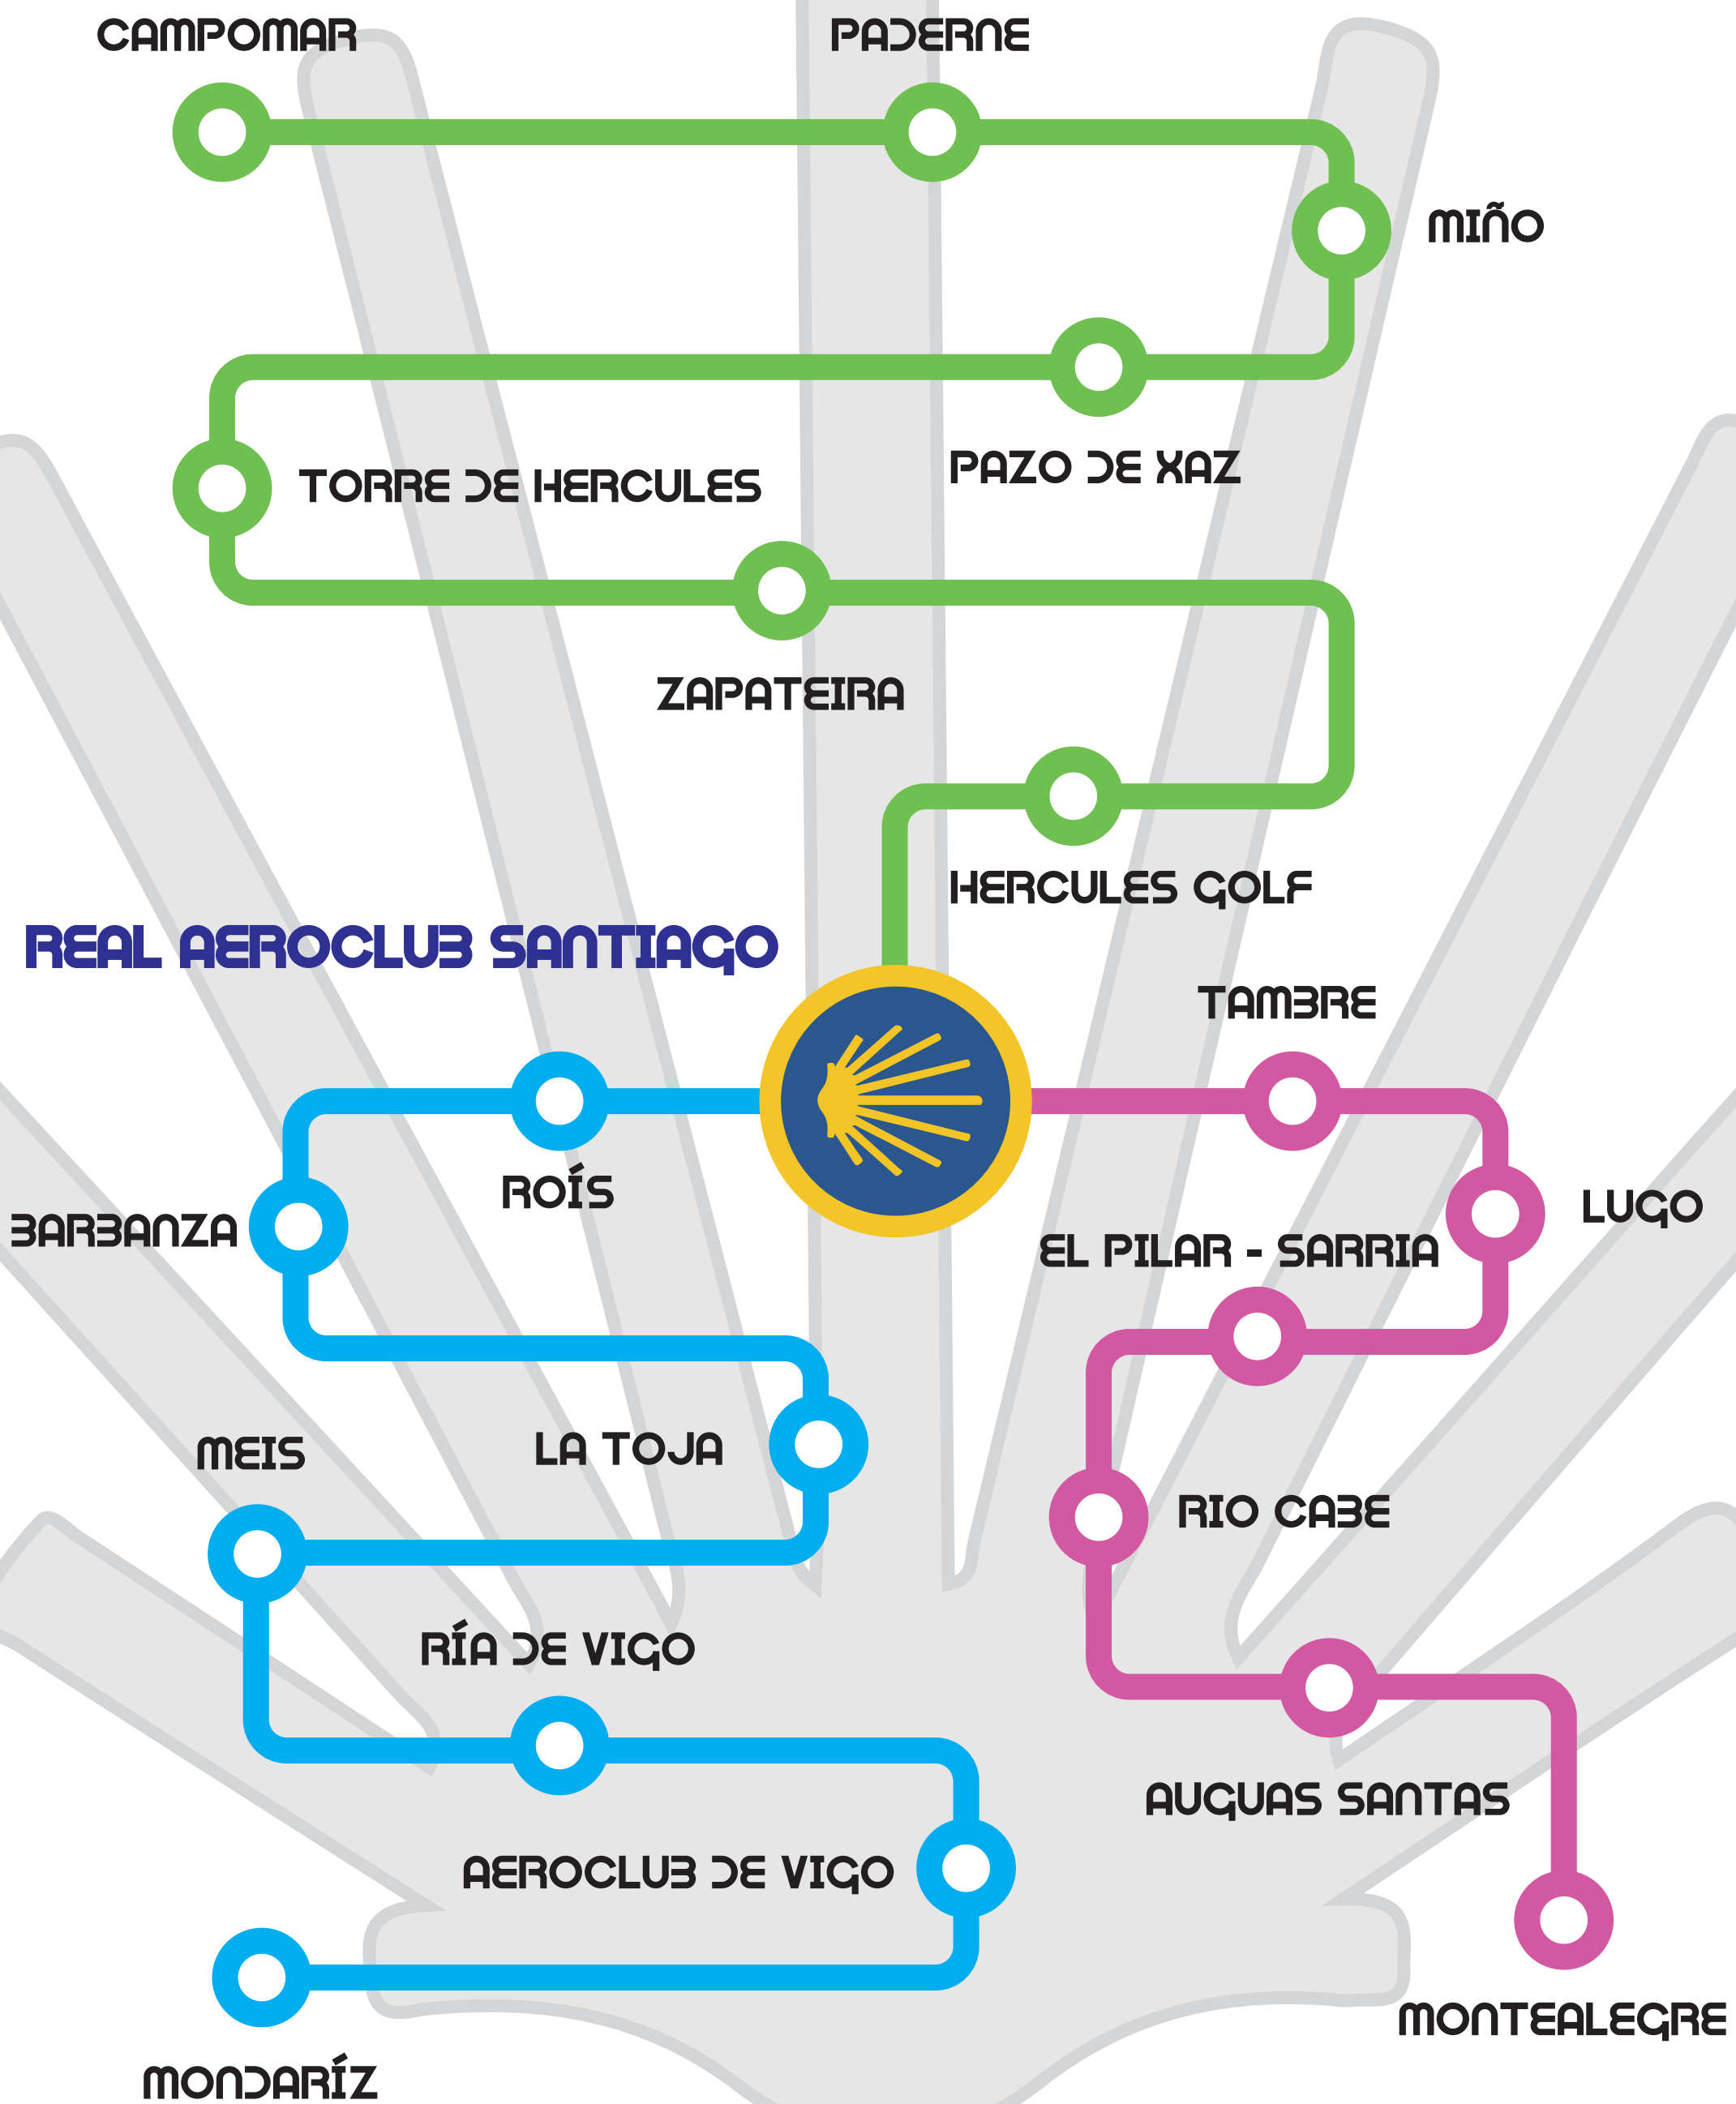 CAMPOMAR
PADERNE
MIÑO
PAZO DE XAZ
TORRE DE HERCULES
ZAPATEIRA
HERCULES GOLF
REAL AEROCLUB SANTIAGO
TAMBRE
ROÍS
LUGO
BARBANZA
EL PILAR - SARRIA
MEIS
LA TOJA
RIO CABE
RÍA DE VIGO
AUQUAS SANTAS
AEROCLUB DE VIGO
MONTEALEGRE
MONDARÍZ